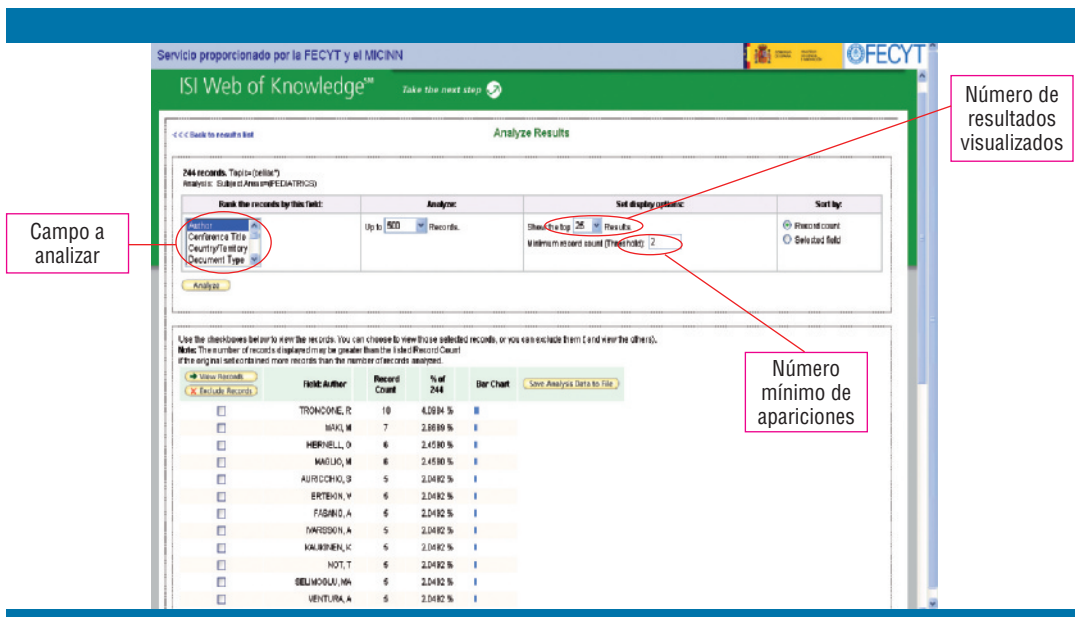 Servicio proporcionado por la FECYT y el MICINN
FECYT
ISI Web of Knowledge℠ Take the next step
Número de
resultados
visualizados
<<< Back to results list
Analyze Results
244 records. Topic=(celiac*)
Analysis: Subject Areas=(PEDIATRICS)
Rank the records by this field: Analyze: Set display options: Sort by:
Campo a
analizar
Author
Conference Title
Country/Territory
Document Type
Up to 500 Records.
Show the top 25 Results
Minimum record count (Threshold): 2
Record count
Selected field
Analyze
Use the checkboxes below to view the records. You can choose to view those selected records, or you can exclude them (and view the others).
Note: The number of records displayed may be greater than the listed Record Count
if the original set contained more records than the number of records analyzed.
Número
mínimo de
apariciones
View Records
Exclude Records
Field: Author Record Count % of 244 Bar Chart Save Analysis Data to File
TRONCONE, R 10 4.0984 %
MAKI, M 7 2.8689 %
HERNELL, O 6 2.4590 %
MAGLIO, M 6 2.4590 %
AURICCHIO, S 5 2.0492 %
ERTEKIN, V 5 2.0492 %
FASANO, A 5 2.0492 %
IVARSSON, A 5 2.0492 %
KAUKINEN, K 5 2.0492 %
NOT, T 5 2.0492 %
SELIMOGLU, MA 5 2.0492 %
VENTURA, A 5 2.0492 %